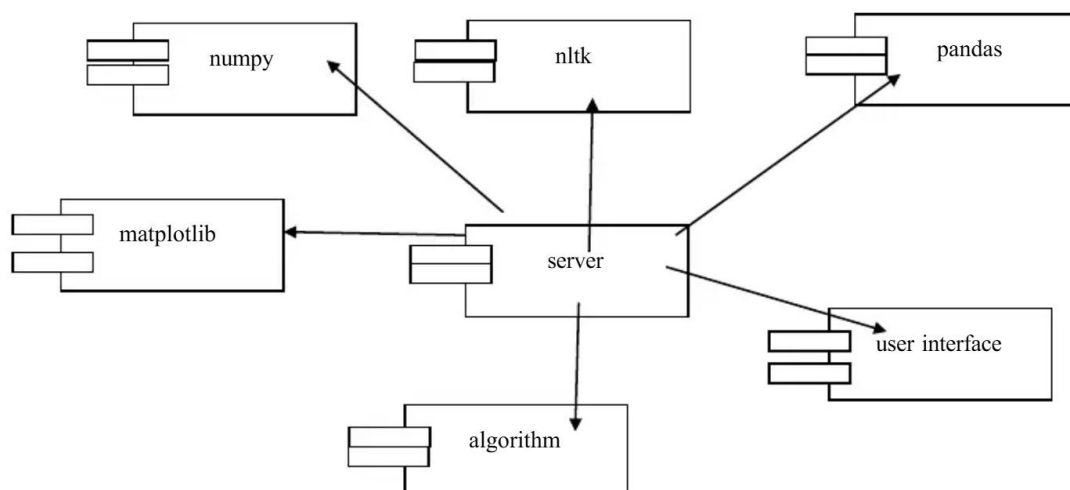 numpy
nltk
pandas
matplotlib
server
user interface
algorithm